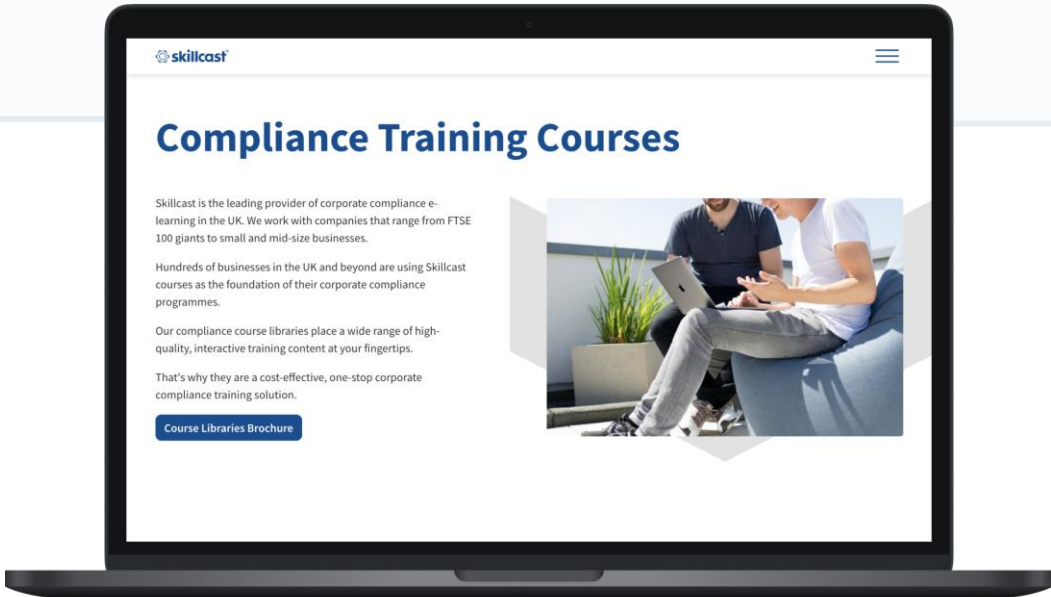 skillcast
Compliance Training Courses
Skillcast is the leading provider of corporate compliance e-
learning in the UK. We work with companies that range from FTSE
100 giants to small and mid-size businesses.
Hundreds of businesses in the UK and beyond are using Skillcast
courses as the foundation of their corporate compliance
programmes.
Our compliance course libraries place a wide range of high-
quality, interactive training content at your fingertips.
That's why they are a cost-effective, one-stop corporate
compliance training solution.
Course Libraries Brochure